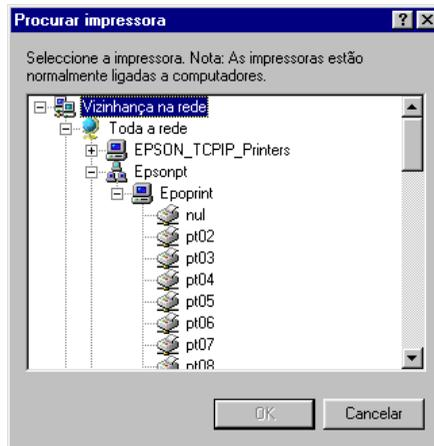 Procurar impressora
Seleccione a impressora. Nota: As impressoras estão
normalmente ligadas a computadores.
Vizinhança na rede
Toda a rede
EPSON_TCPIP_Printers
Epsonpt
Epoprint
nul
pt02
pt03
pt04
pt05
pt06
pt07
pt08
OK
Cancelar